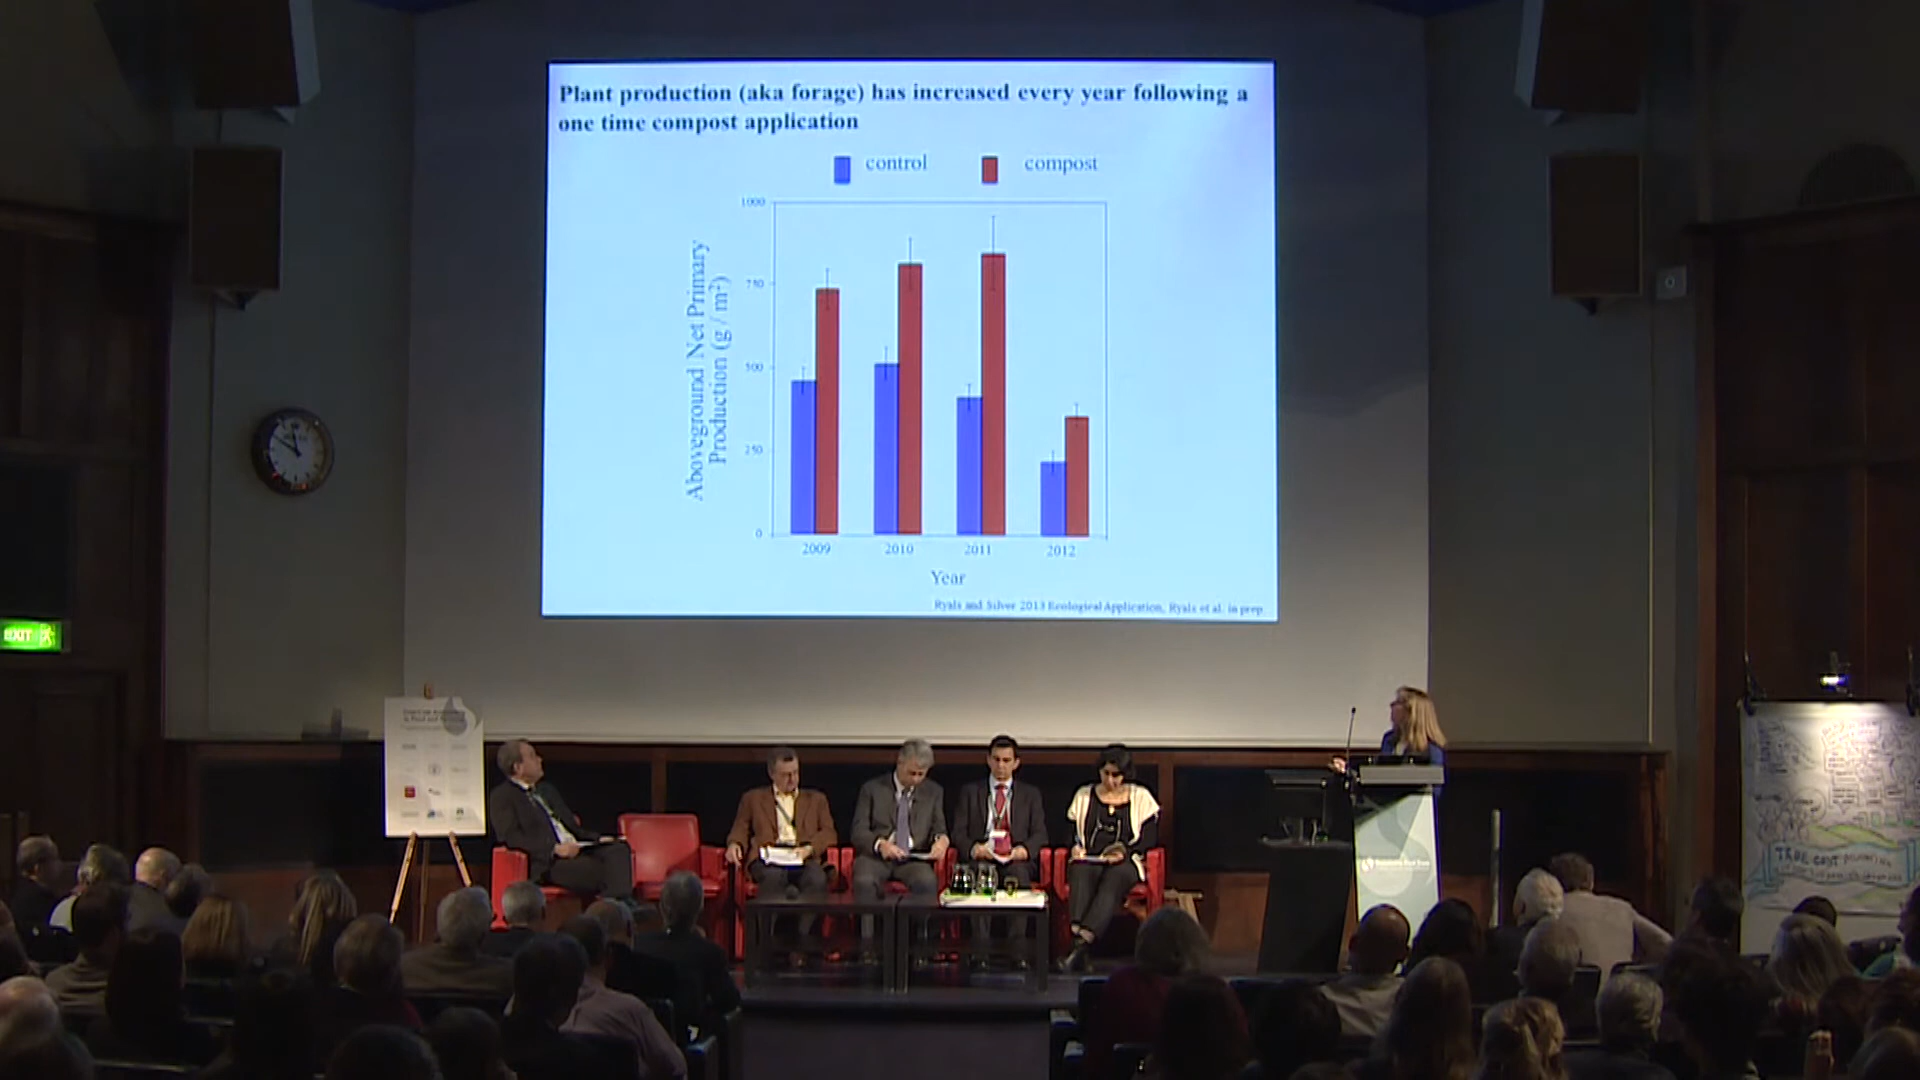 Plant production (aka forage) has increased every year following a
one time compost application
control compost
1000
750
500
250
0
Aboveground Net Primary
Production (g / m²)
2009 2010 2011 2012
Year
Ryals and Silver 2013 Ecological Application, Ryals et al. in prep
EXIT
TRUE COST